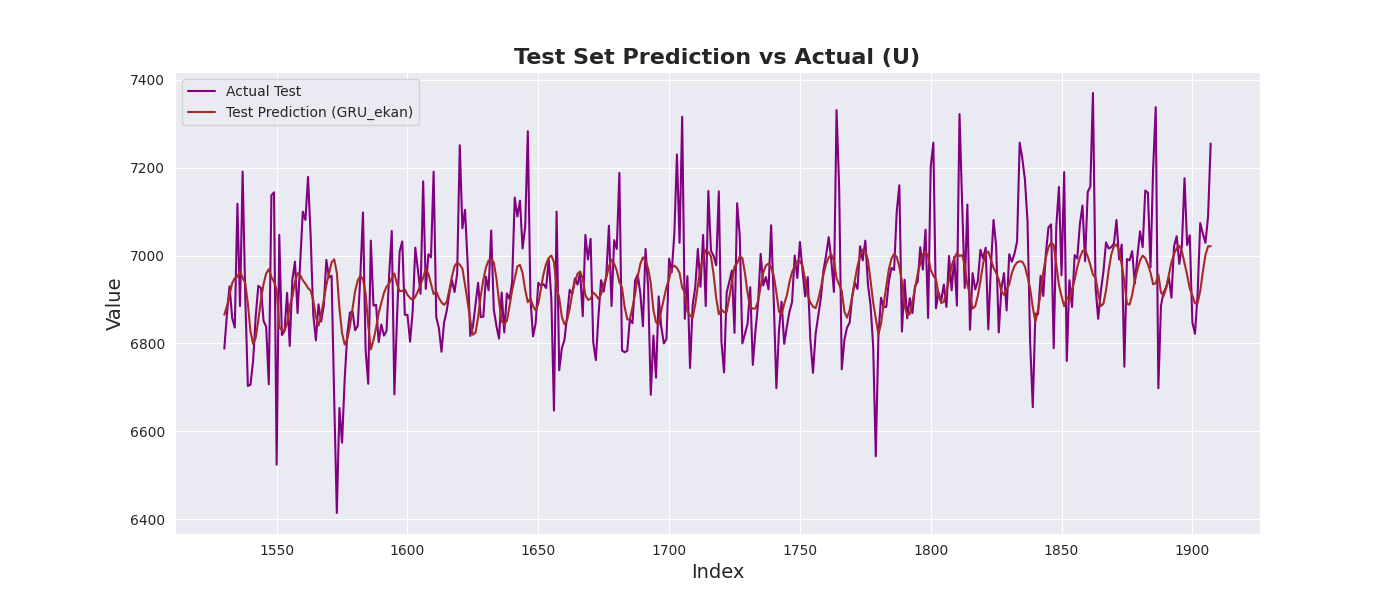 Test Set Prediction vs Actual (U)
Actual Test
Test Prediction (GRU_ekan)
Value
7400
7200
7000
6800
6600
6400
1550 1600 1650 1700 1750 1800 1850 1900
Index